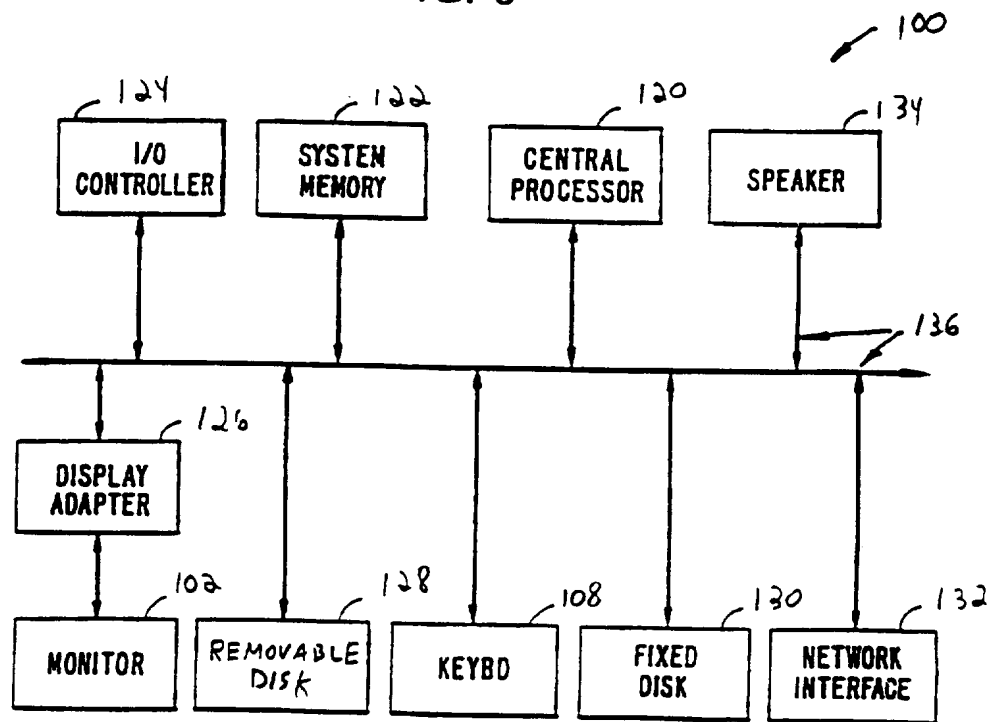 100
124
122
120
134
I/O
CONTROLLER
SYSTEM
MEMORY
CENTRAL
PROCESSOR
SPEAKER
136
126
DISPLAY
ADAPTER
102
128
108
130
132
MONITOR
REMOVABLE
DISK
KEYBD
FIXED
DISK
NETWORK
INTERFACE